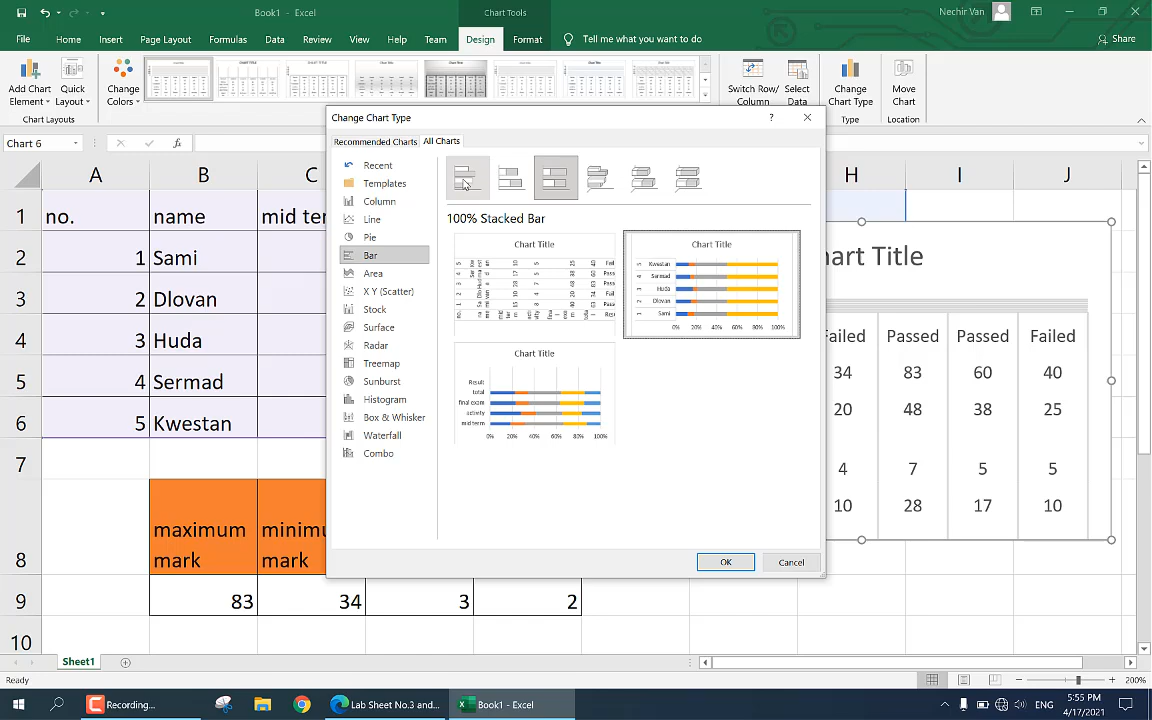 Book1 - Excel
Chart Tools
Nechir Van
File
Home
Insert
Page Layout
Formulas
Data
Review
View
Help
Team
Design
Format
Tell me what you want to do
Share
Add Chart
Element
Quick
Layout
Change
Colors
Switch Row/
Column
Select
Data
Change
Chart Type
Move
Chart
Chart Layouts
Type
Location
Change Chart Type
?
Chart 6
fx
Recommended Charts
All Charts
A
B
C
H
I
J
Recent
Templates
Column
Line
Pie
Bar
Area
X Y (Scatter)
Stock
Surface
Radar
Treemap
Sunburst
Histogram
Box & Whisker
Waterfall
Combo
100% Stacked Bar
Chart Title
Chart Title
Kwestan
Sarmad
Huda
Dlovan
Sami
0% 20% 40% 60% 80% 100%
Chart Title
Result
total
final exam
activity
mid term
0% 20% 40% 60% 80% 100%
OK
Cancel
1 no. name mid ter
2 1 Sami
3 2 Dlovan
4 3 Huda
5 4 Sermad
6 5 Kwestan
7
8 maximum mark
9 83 34 3 2
10
hart Title
Failed Passed Passed Failed
34 83 60 40
20 48 38 25
4 7 5 5
10 28 17 10
Sheet1
Ready
200%
Recording...
Lab Sheet No.3 and...
Book1 - Excel
ENG
5:55 PM
4/17/2021